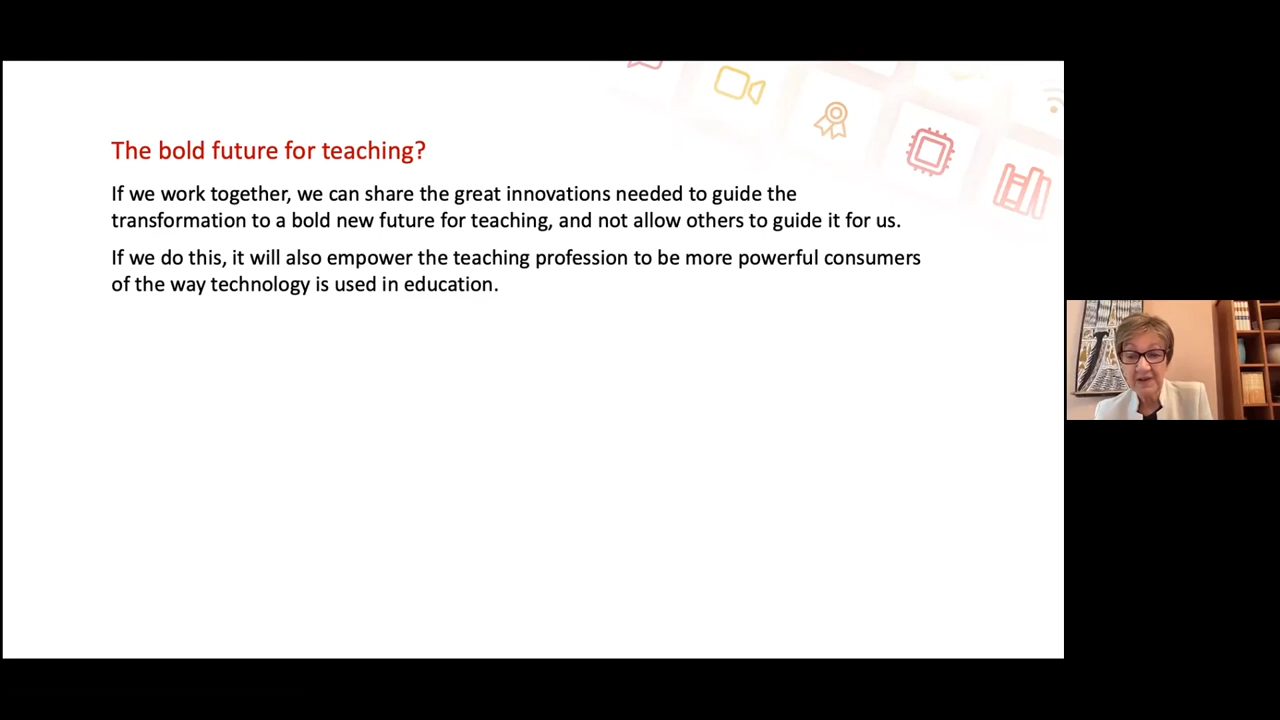 The bold future for teaching?
If we work together, we can share the great innovations needed to guide the
transformation to a bold new future for teaching, and not allow others to guide it for us.
If we do this, it will also empower the teaching profession to be more powerful consumers
of the way technology is used in education.